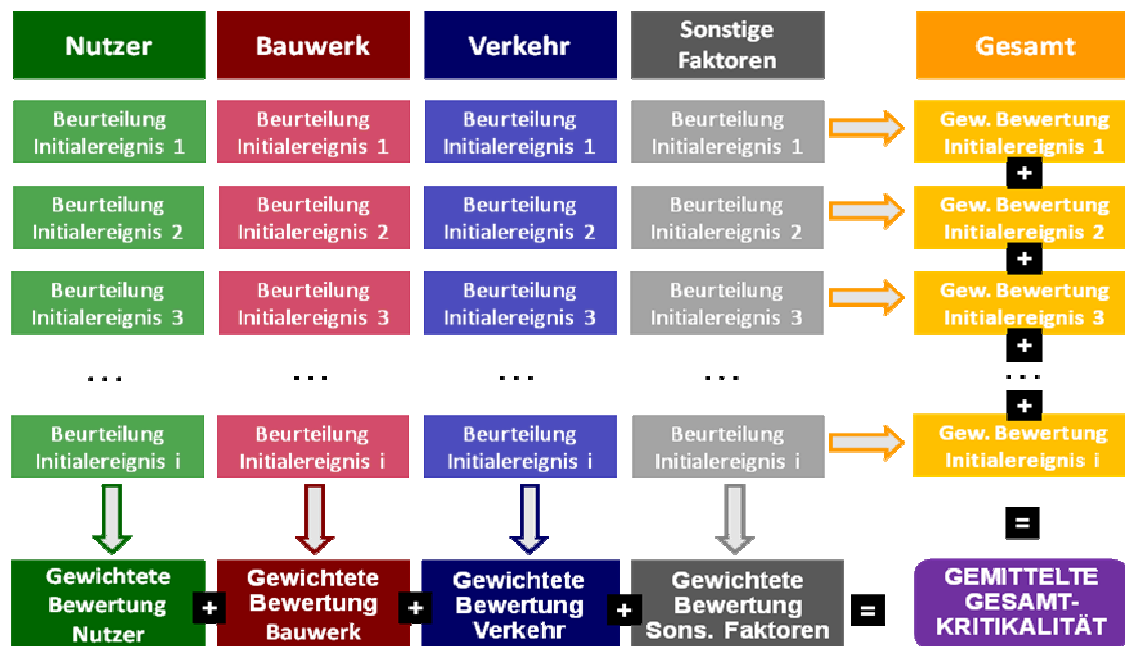 Nutzer
Bauwerk
Verkehr
Sonstige
Faktoren
Gesamt
Beurteilung
Initialereignis 1
Beurteilung
Initialereignis 1
Beurteilung
Initialereignis 1
Beurteilung
Initialereignis 1
Gew. Bewertung
Initialereignis 1
+
Beurteilung
Initialereignis 2
Beurteilung
Initialereignis 2
Beurteilung
Initialereignis 2
Beurteilung
Initialereignis 2
Gew. Bewertung
Initialereignis 2
+
Beurteilung
Initialereignis 3
Beurteilung
Initialereignis 3
Beurteilung
Initialereignis 3
Beurteilung
Initialereignis 3
Gew. Bewertung
Initialereignis 3
+
...
...
...
...
...
+
Beurteilung
Initialereignis i
Beurteilung
Initialereignis i
Beurteilung
Initialereignis i
Beurteilung
Initialereignis i
Gew. Bewertung
Initialereignis i
=
Gewichtete
Bewertung
Nutzer
+
Gewichtete
Bewertung
Bauwerk
+
Gewichtete
Bewertung
Verkehr
+
Gewichtete
Bewertung
Sons. Faktoren
=
GEMITTELTE
GESAMT-
KRITIKALITÄT